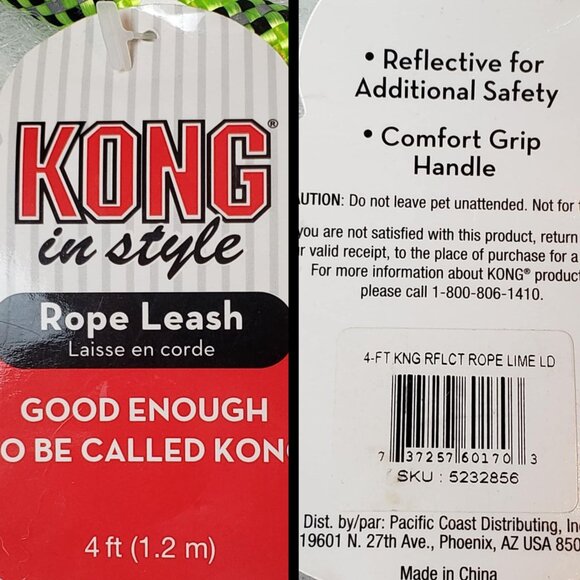 KONG®
in style
Rope Leash
Laisse en corde
GOOD ENOUGH
O BE CALLED KON
4 ft (1.2 m)
• Reflective for
Additional Safety
• Comfort Grip
Handle
AUTION: Do not leave pet unattended. Not for
you are not satisfied with this product, return
r valid receipt, to the place of purchase for a
For more information about KONG® produc
please call 1-800-806-1410.
4-FT KNG RFLCT ROPE LIME LD
7 37257 60170 3
SKU : 5232856
Dist. by/par: Pacific Coast Distributing, In
19601 N. 27th Ave., Phoenix, AZ USA 850
Made in China